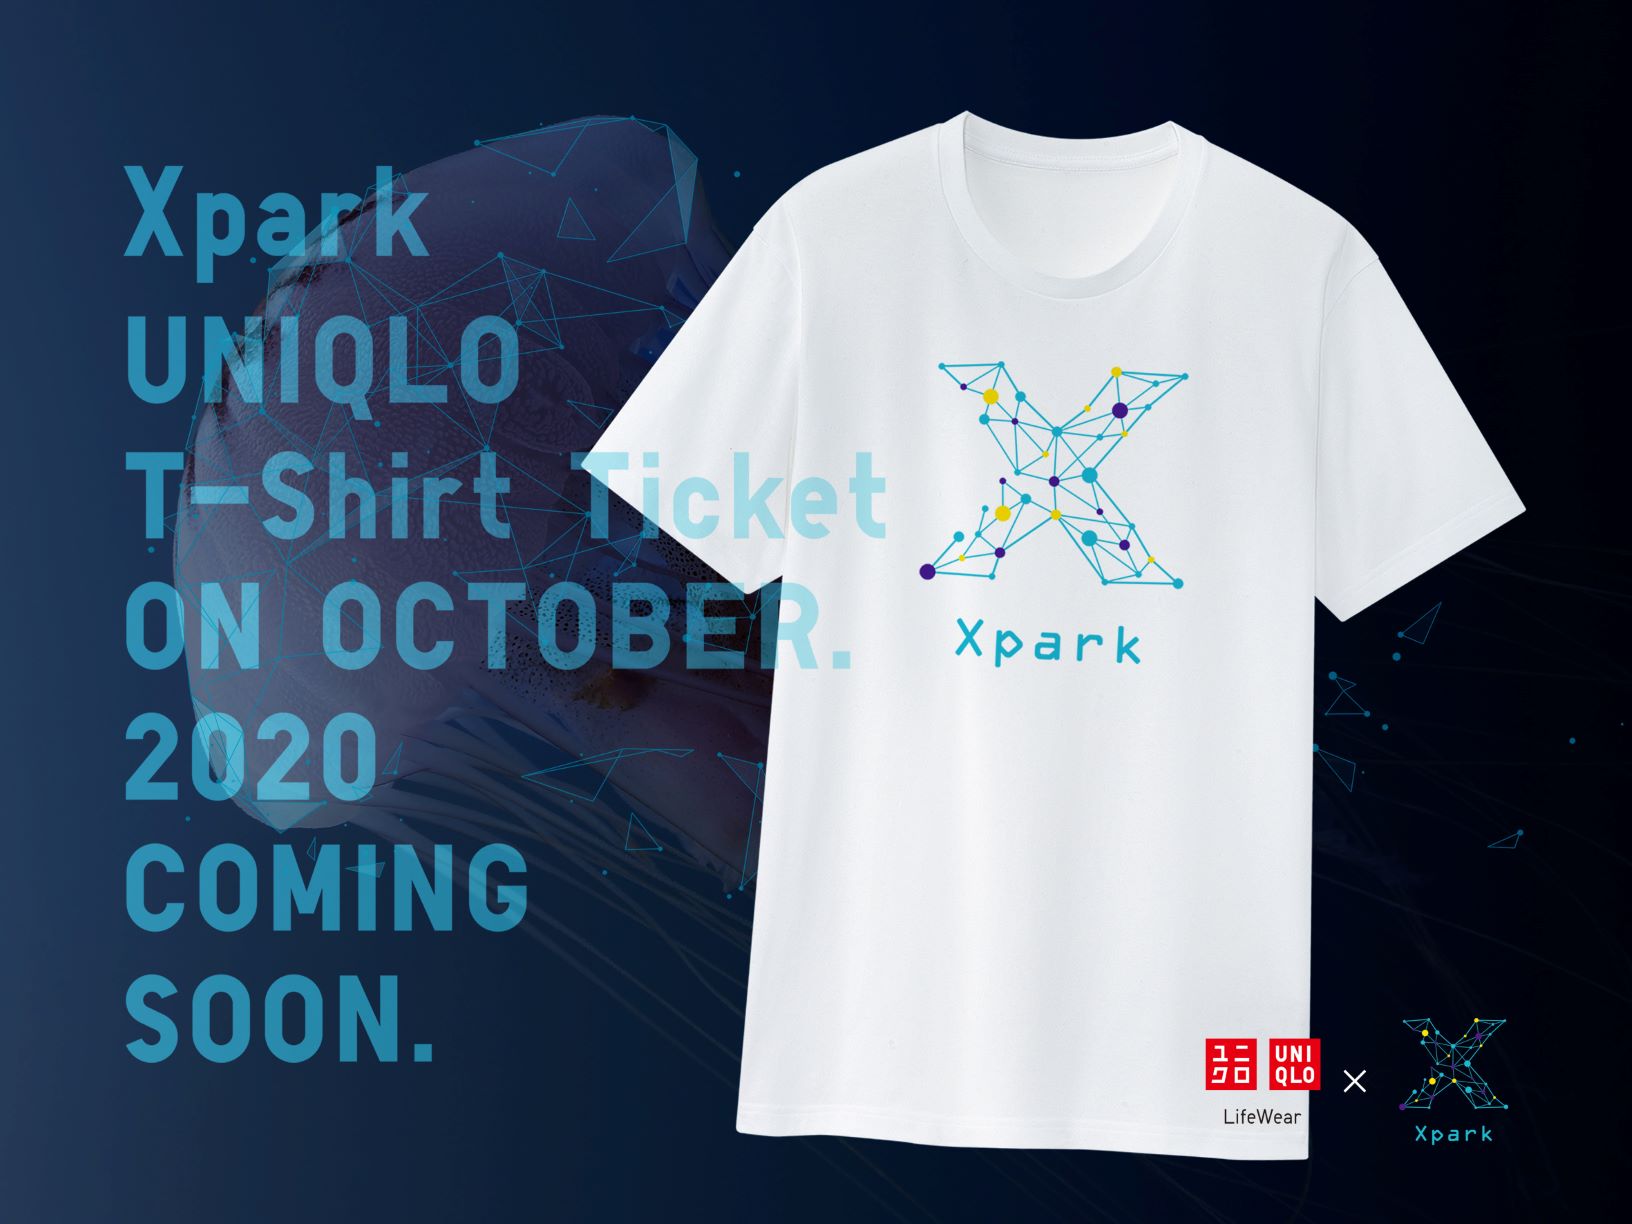 Xpark
UNIQLO
T-Shirt Ticket
ON OCTOBER.
2020
COMING
SOON.
Xpark
ユニ
クロ
UNI
QLO
×
LifeWear
Xpark